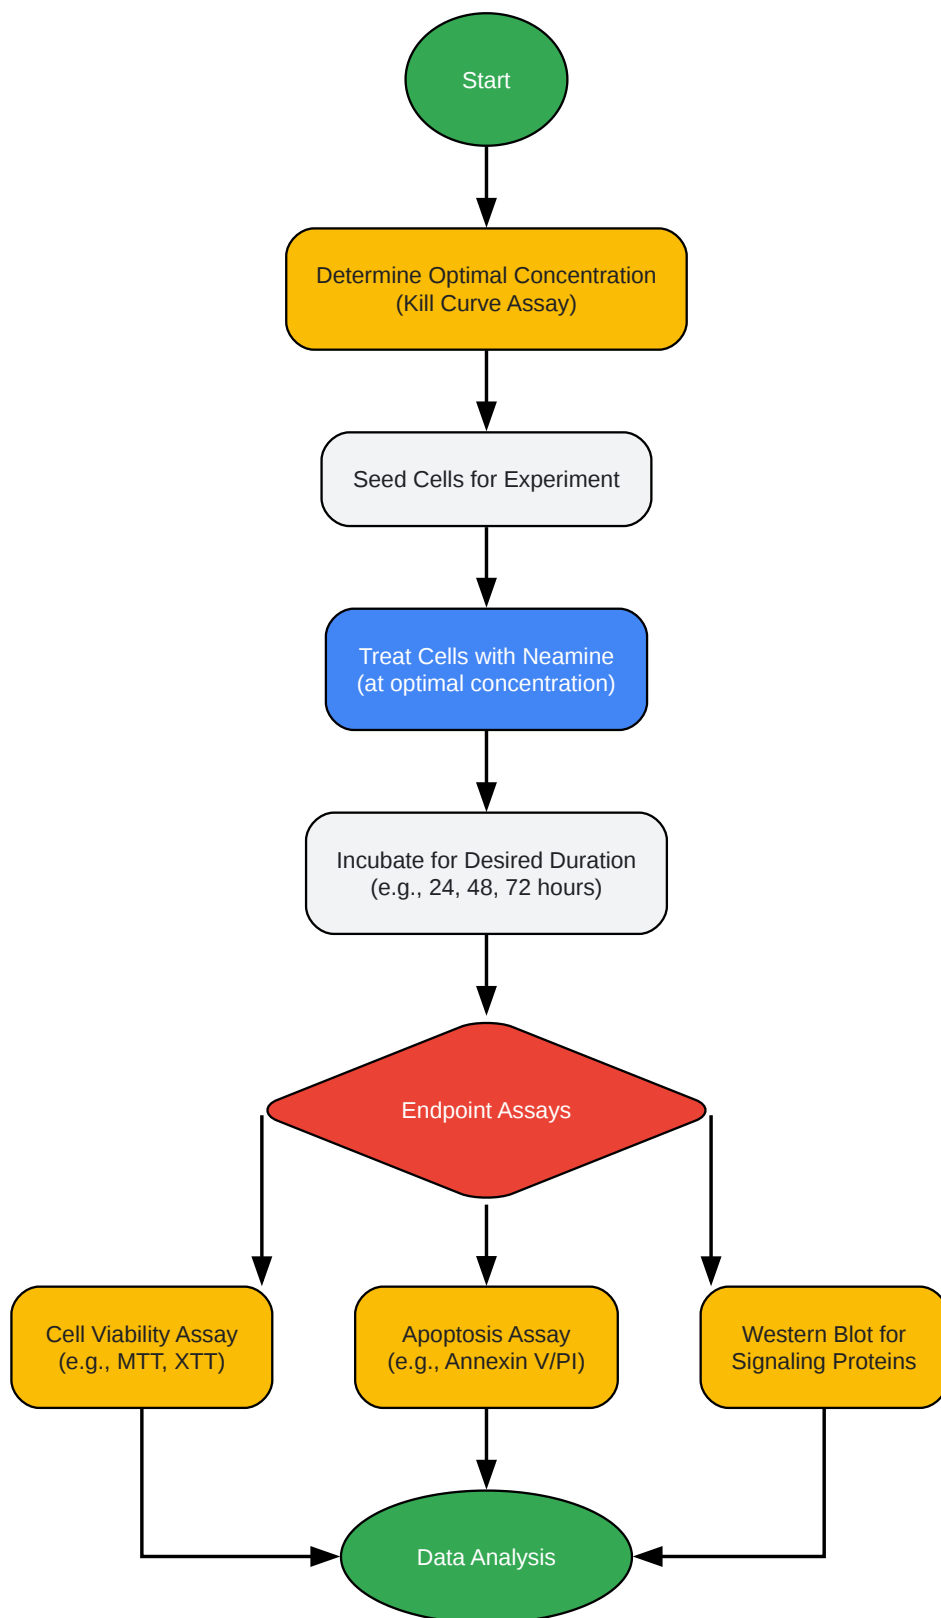 Start
Determine Optimal Concentration
(Kill Curve Assay)
Seed Cells for Experiment
Treat Cells with Neamine
(at optimal concentration)
Incubate for Desired Duration
(e.g., 24, 48, 72 hours)
Endpoint Assays
Cell Viability Assay
(e.g., MTT, XTT)
Apoptosis Assay
(e.g., Annexin V/PI)
Western Blot for
Signaling Proteins
Data Analysis